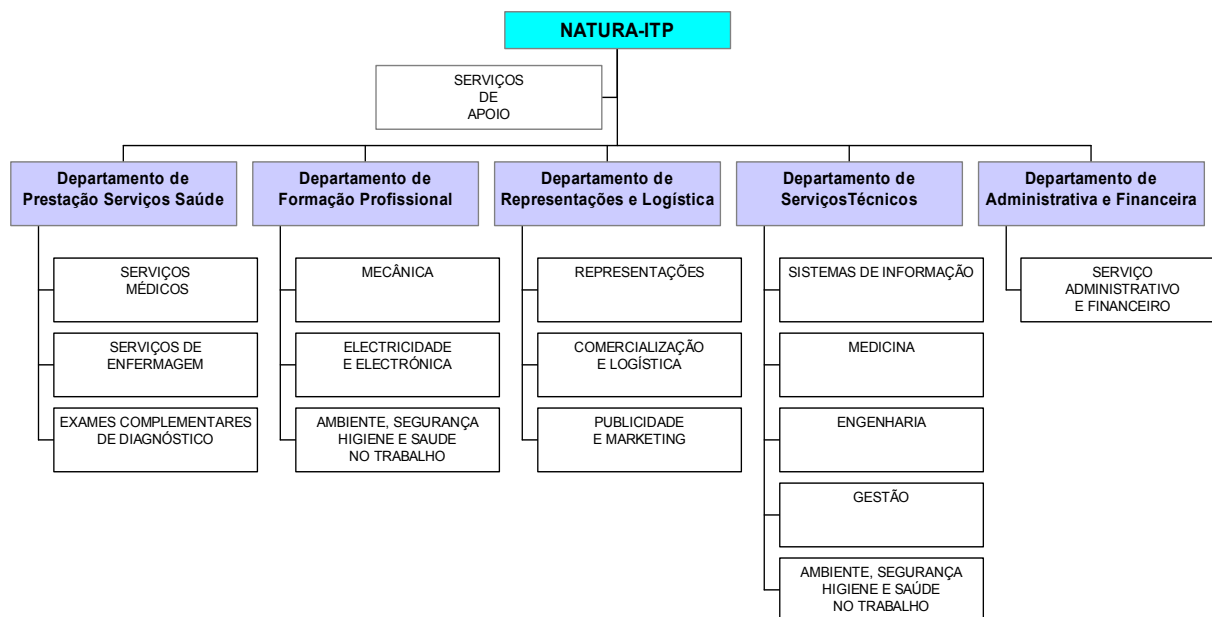 NATURA-ITP
SERVIÇOS
DE
APOIO
Departamento de
Prestação Serviços Saúde
Departamento de
Formação Profissional
Departamento de
Representações e Logística
Departamento de
ServiçosTécnicos
Departamento de
Administrativa e Financeira
SERVIÇOS
MÉDICOS
SERVIÇOS DE
ENFERMAGEM
EXAMES COMPLEMENTARES
DE DIAGNÓSTICO
MECÂNICA
ELECTRICIDADE
E ELECTRÓNICA
AMBIENTE, SEGURANÇA
HIGIENE E SAUDE
NO TRABALHO
REPRESENTAÇÕES
COMERCIALIZAÇÃO
E LOGÍSTICA
PUBLICIDADE
E MARKETING
SISTEMAS DE INFORMAÇÃO
MEDICINA
ENGENHARIA
GESTÃO
AMBIENTE, SEGURANÇA
HIGIENE E SAÚDE
NO TRABALHO
SERVIÇO
ADMINISTRATIVO
E FINANCEIRO